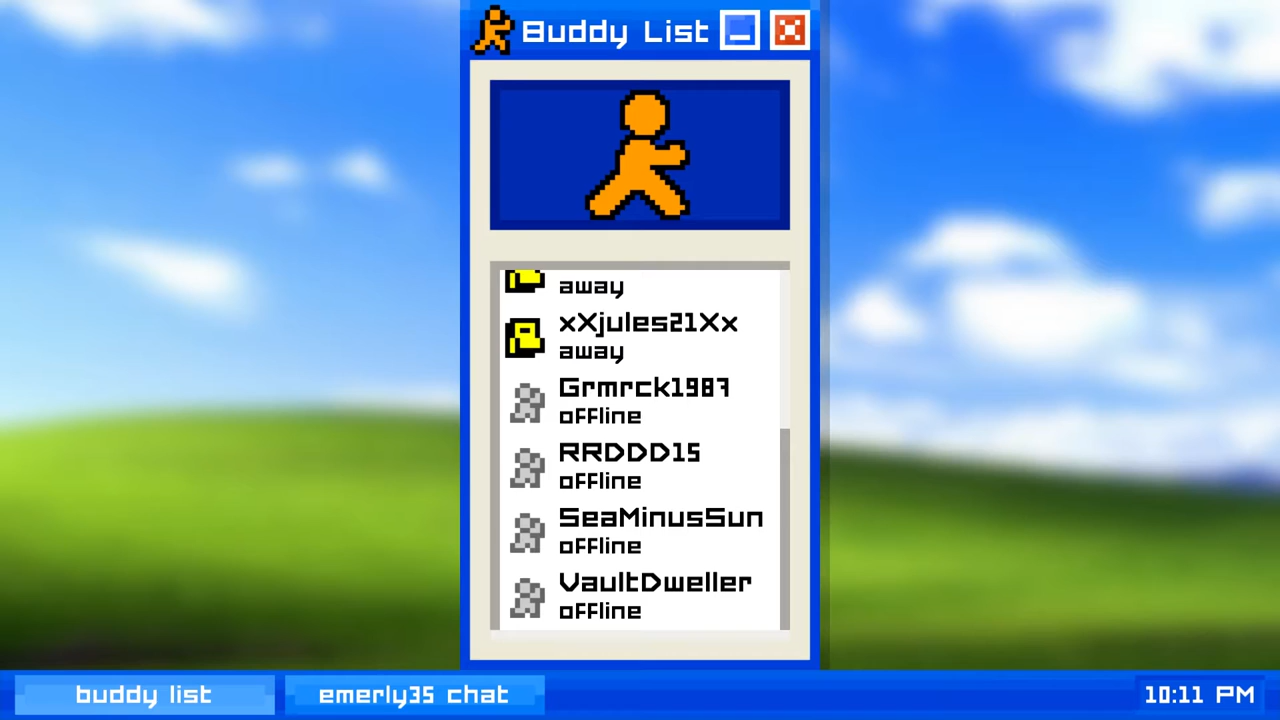 Buddy List
away
xXjules21Xx
away
Grmrck1987
offline
RRDDD15
offline
SeaMinusSun
offline
VaultDweller
offline
buddy list
emerly35 chat
10:11 PM